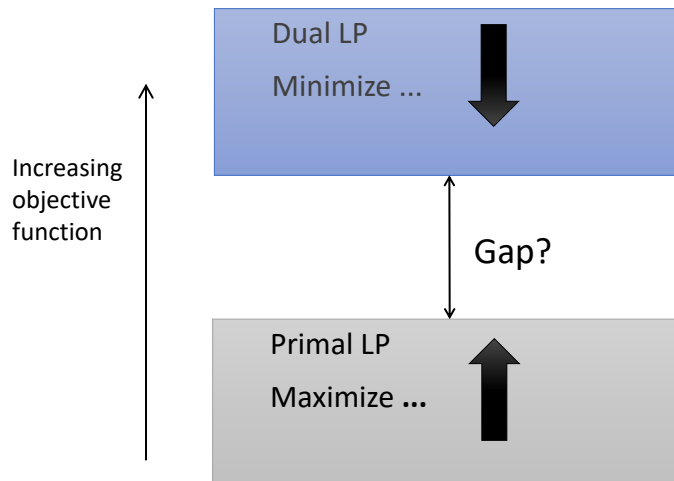 Dual LP
Minimize ...
Increasing
objective
function
Gap?
Primal LP
Maximize ...